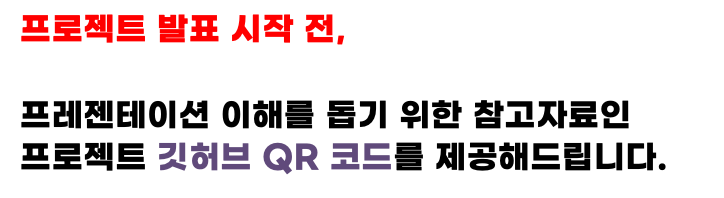 프로젝트 발표 시작 전,
프레젠테이션 이해를 돕기 위한 참고자료인
프로젝트 깃허브 QR 코드를 제공해드립니다.